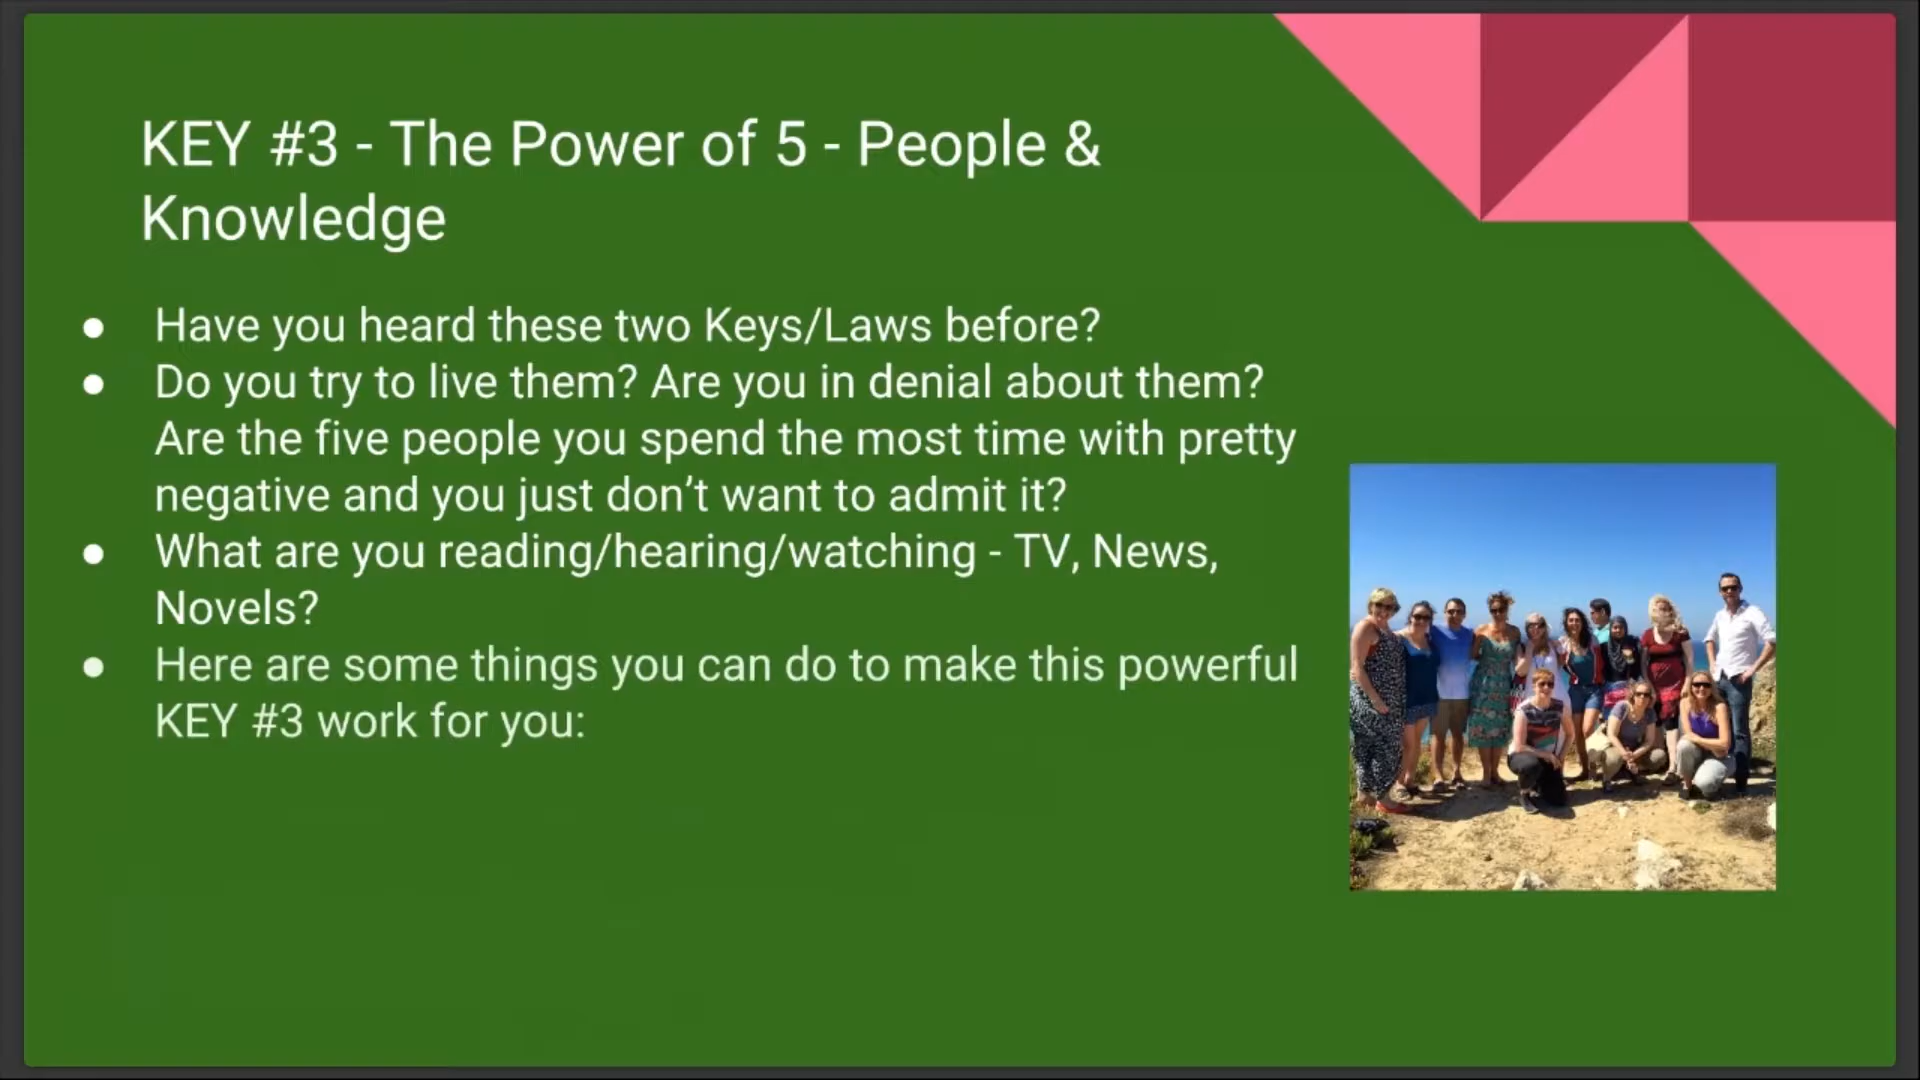 KEY #3 - The Power of 5 - People &
Knowledge
● Have you heard these two Keys/Laws before?
● Do you try to live them? Are you in denial about them?
Are the five people you spend the most time with pretty
negative and you just don’t want to admit it?
● What are you reading/hearing/watching - TV, News,
Novels?
● Here are some things you can do to make this powerful
KEY #3 work for you: